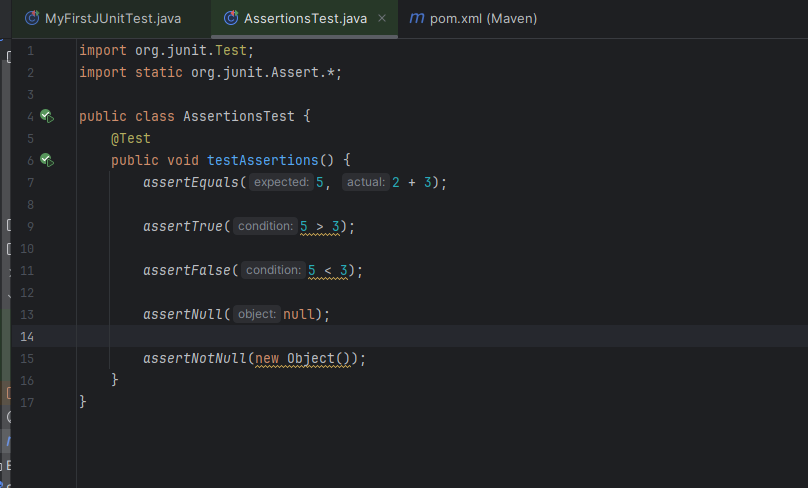 MyFirstJUnitTest.java AssertionsTest.java × m pom.xml (Maven)
1 import org.junit.Test;
2 import static org.junit.Assert.*;
3
4 public class AssertionsTest {
5 @Test
6 public void testAssertions() {
7 assertEquals( expected: 5, actual: 2 + 3);
8
9 assertTrue( condition: 5 > 3);
10
11 assertFalse( condition: 5 < 3);
12
13 assertNull( object: null);
14
15 assertNotNull(new Object());
16 }
17 }